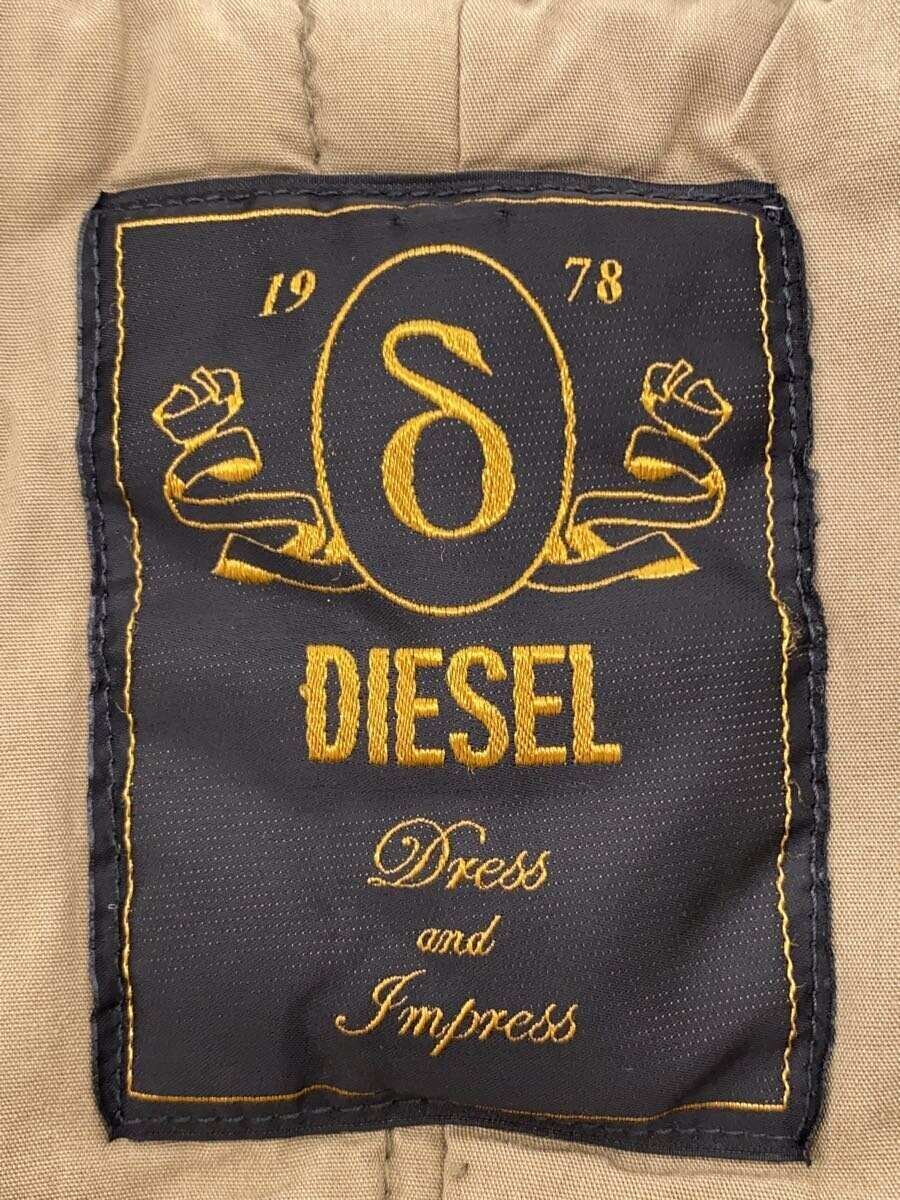 19 78
δ
DIESEL
Dress
and
Impress